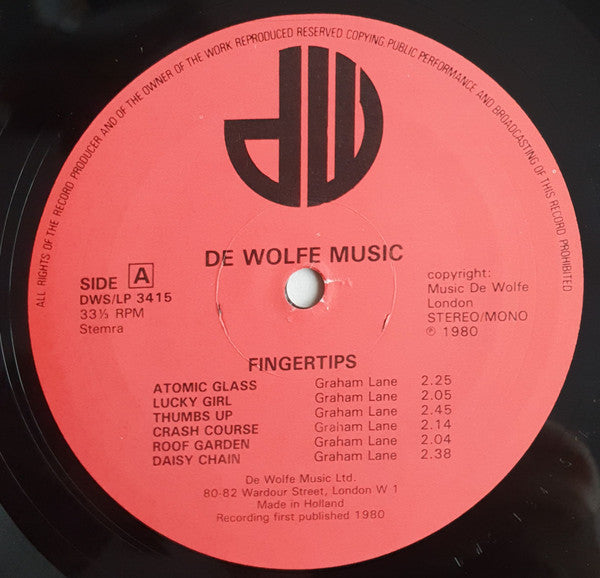 ALL RIGHTS OF THE RECORD PRODUCER AND OF THE OWNER OF THE WORK REPRODUCED RESERVED COPYING, PUBLIC PERFORMANCE AND BROADCASTING OF THIS RECORD PROHIBITED
dW
DE WOLFE MUSIC
SIDE A
DWS/LP 3415
33⅓ RPM
Stemra
copyright:
Music De Wolfe
London
STEREO/MONO
℗ 1980
FINGERTIPS
ATOMIC GLASS Graham Lane 2.25
LUCKY GIRL Graham Lane 2.05
THUMBS UP Graham Lane 2.45
CRASH COURSE Graham Lane 2.14
ROOF GARDEN Graham Lane 2.04
DAISY CHAIN Graham Lane 2.38
De Wolfe Music Ltd.
80-82 Wardour Street, London W 1
Made in Holland
Recording first published 1980